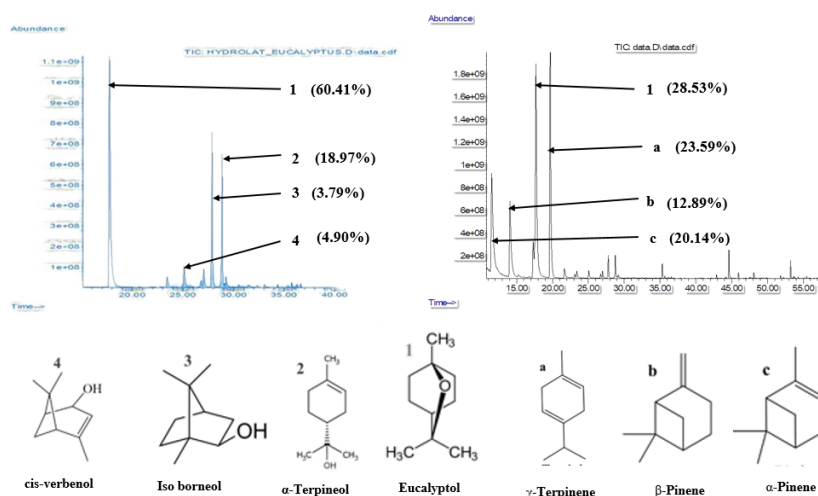 Abundance
TIC: HYDROLAT_EUCALYPTUS.D\data.cdf
1.1e+09
1e+09
9e+08
8e+08
7e+08
6e+08
5e+08
4e+08
3e+08
2e+08
1e+08
1 (60.41%)
2 (18.97%)
3 (3.79%)
4 (4.90%)
20.00 25.00 30.00 35.00 40.00
Time-->
Abundance
TIC: data.D\data.cdf
1.8e+09
1.6e+09
1.4e+09
1.2e+09
1e+09
8e+08
6e+08
4e+08
2e+08
1 (28.53%)
a (23.59%)
b (12.89%)
c (20.14%)
10.00 15.00 20.00 25.00 30.00 35.00 40.00 45.00 50.00 55.00
Time-->
4
OH
cis-verbenol
3
OH
Iso borneol
2
CH₃
H₃C
CH₃
OH
α-Terpineol
1
CH₃
O
H₃C
CH₃
Eucalyptol
a
γ-Terpinene
b
β-Pinene
c
α-Pinene